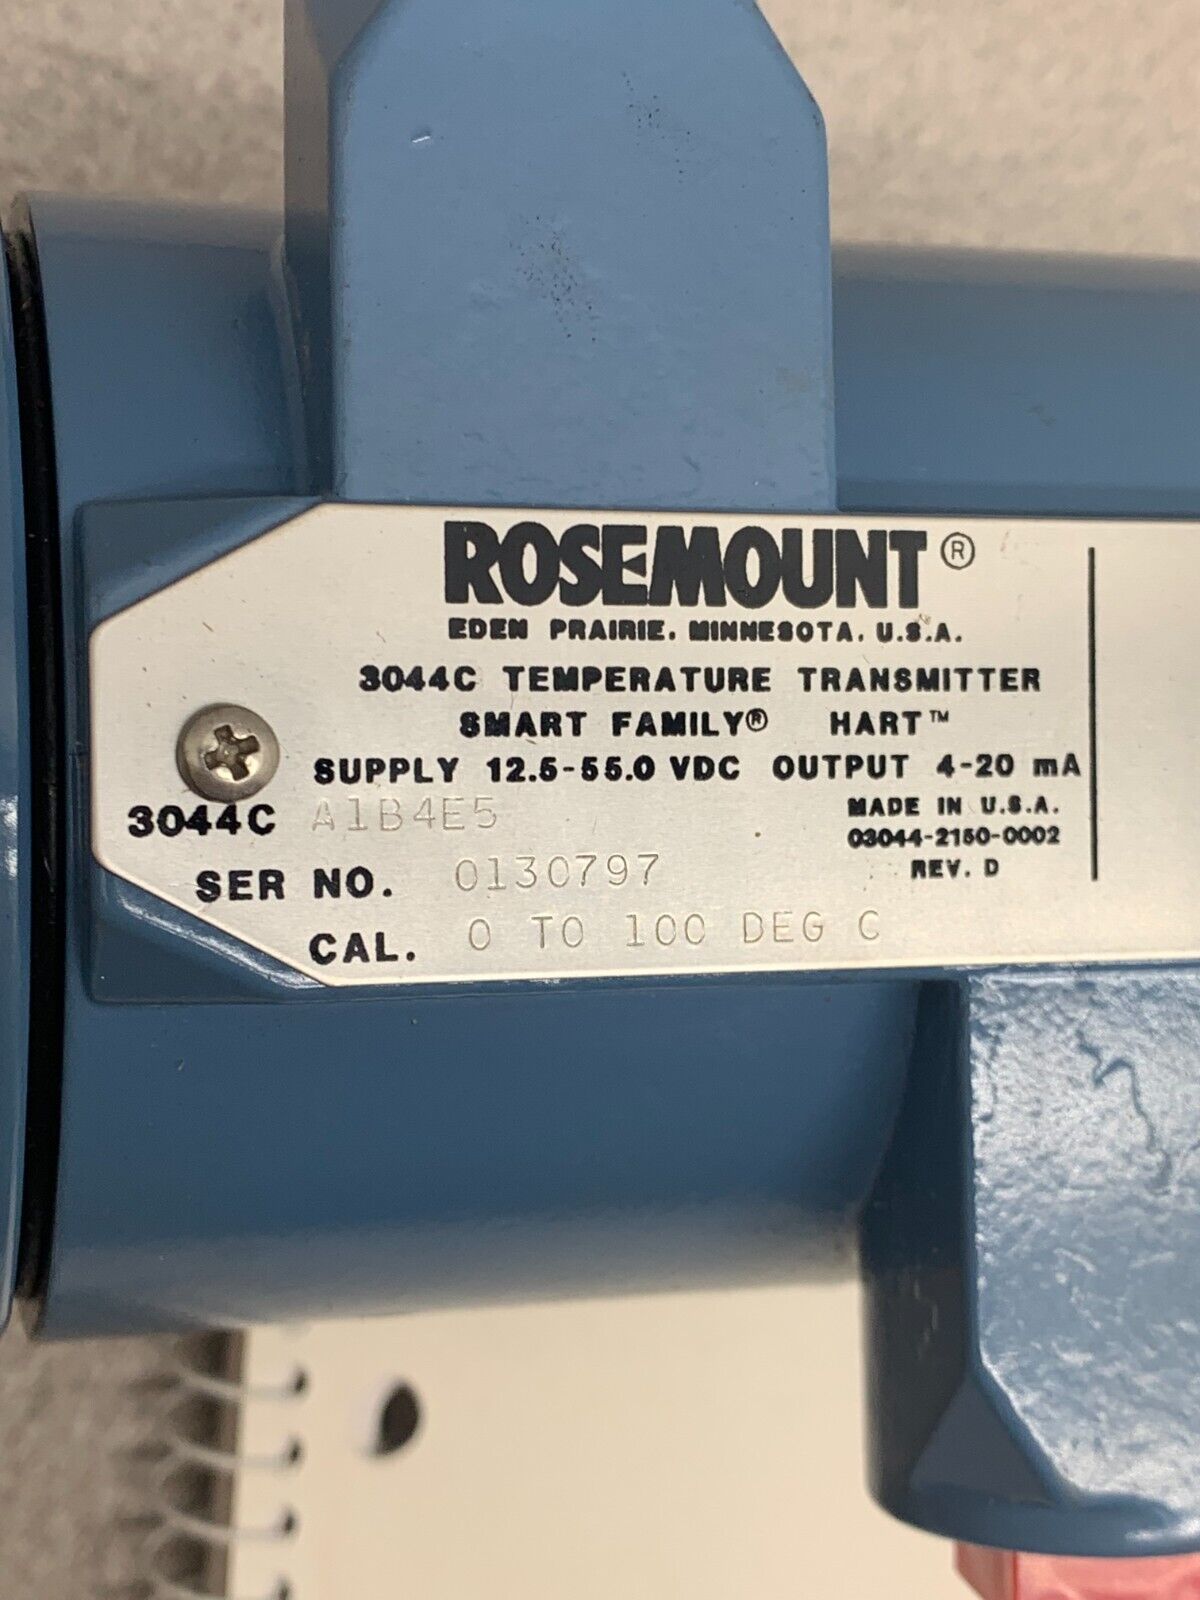 ROSEMOUNT®
EDEN PRAIRIE, MINNESOTA, U.S.A.
3044C TEMPERATURE TRANSMITTER
SMART FAMILY® HART™
SUPPLY 12.5-55.0 VDC OUTPUT 4-20 mA
3044C A1B4E5
MADE IN U.S.A.
03044-2150-0002
REV. D
SER NO. 0130797
CAL. 0 TO 100 DEG C